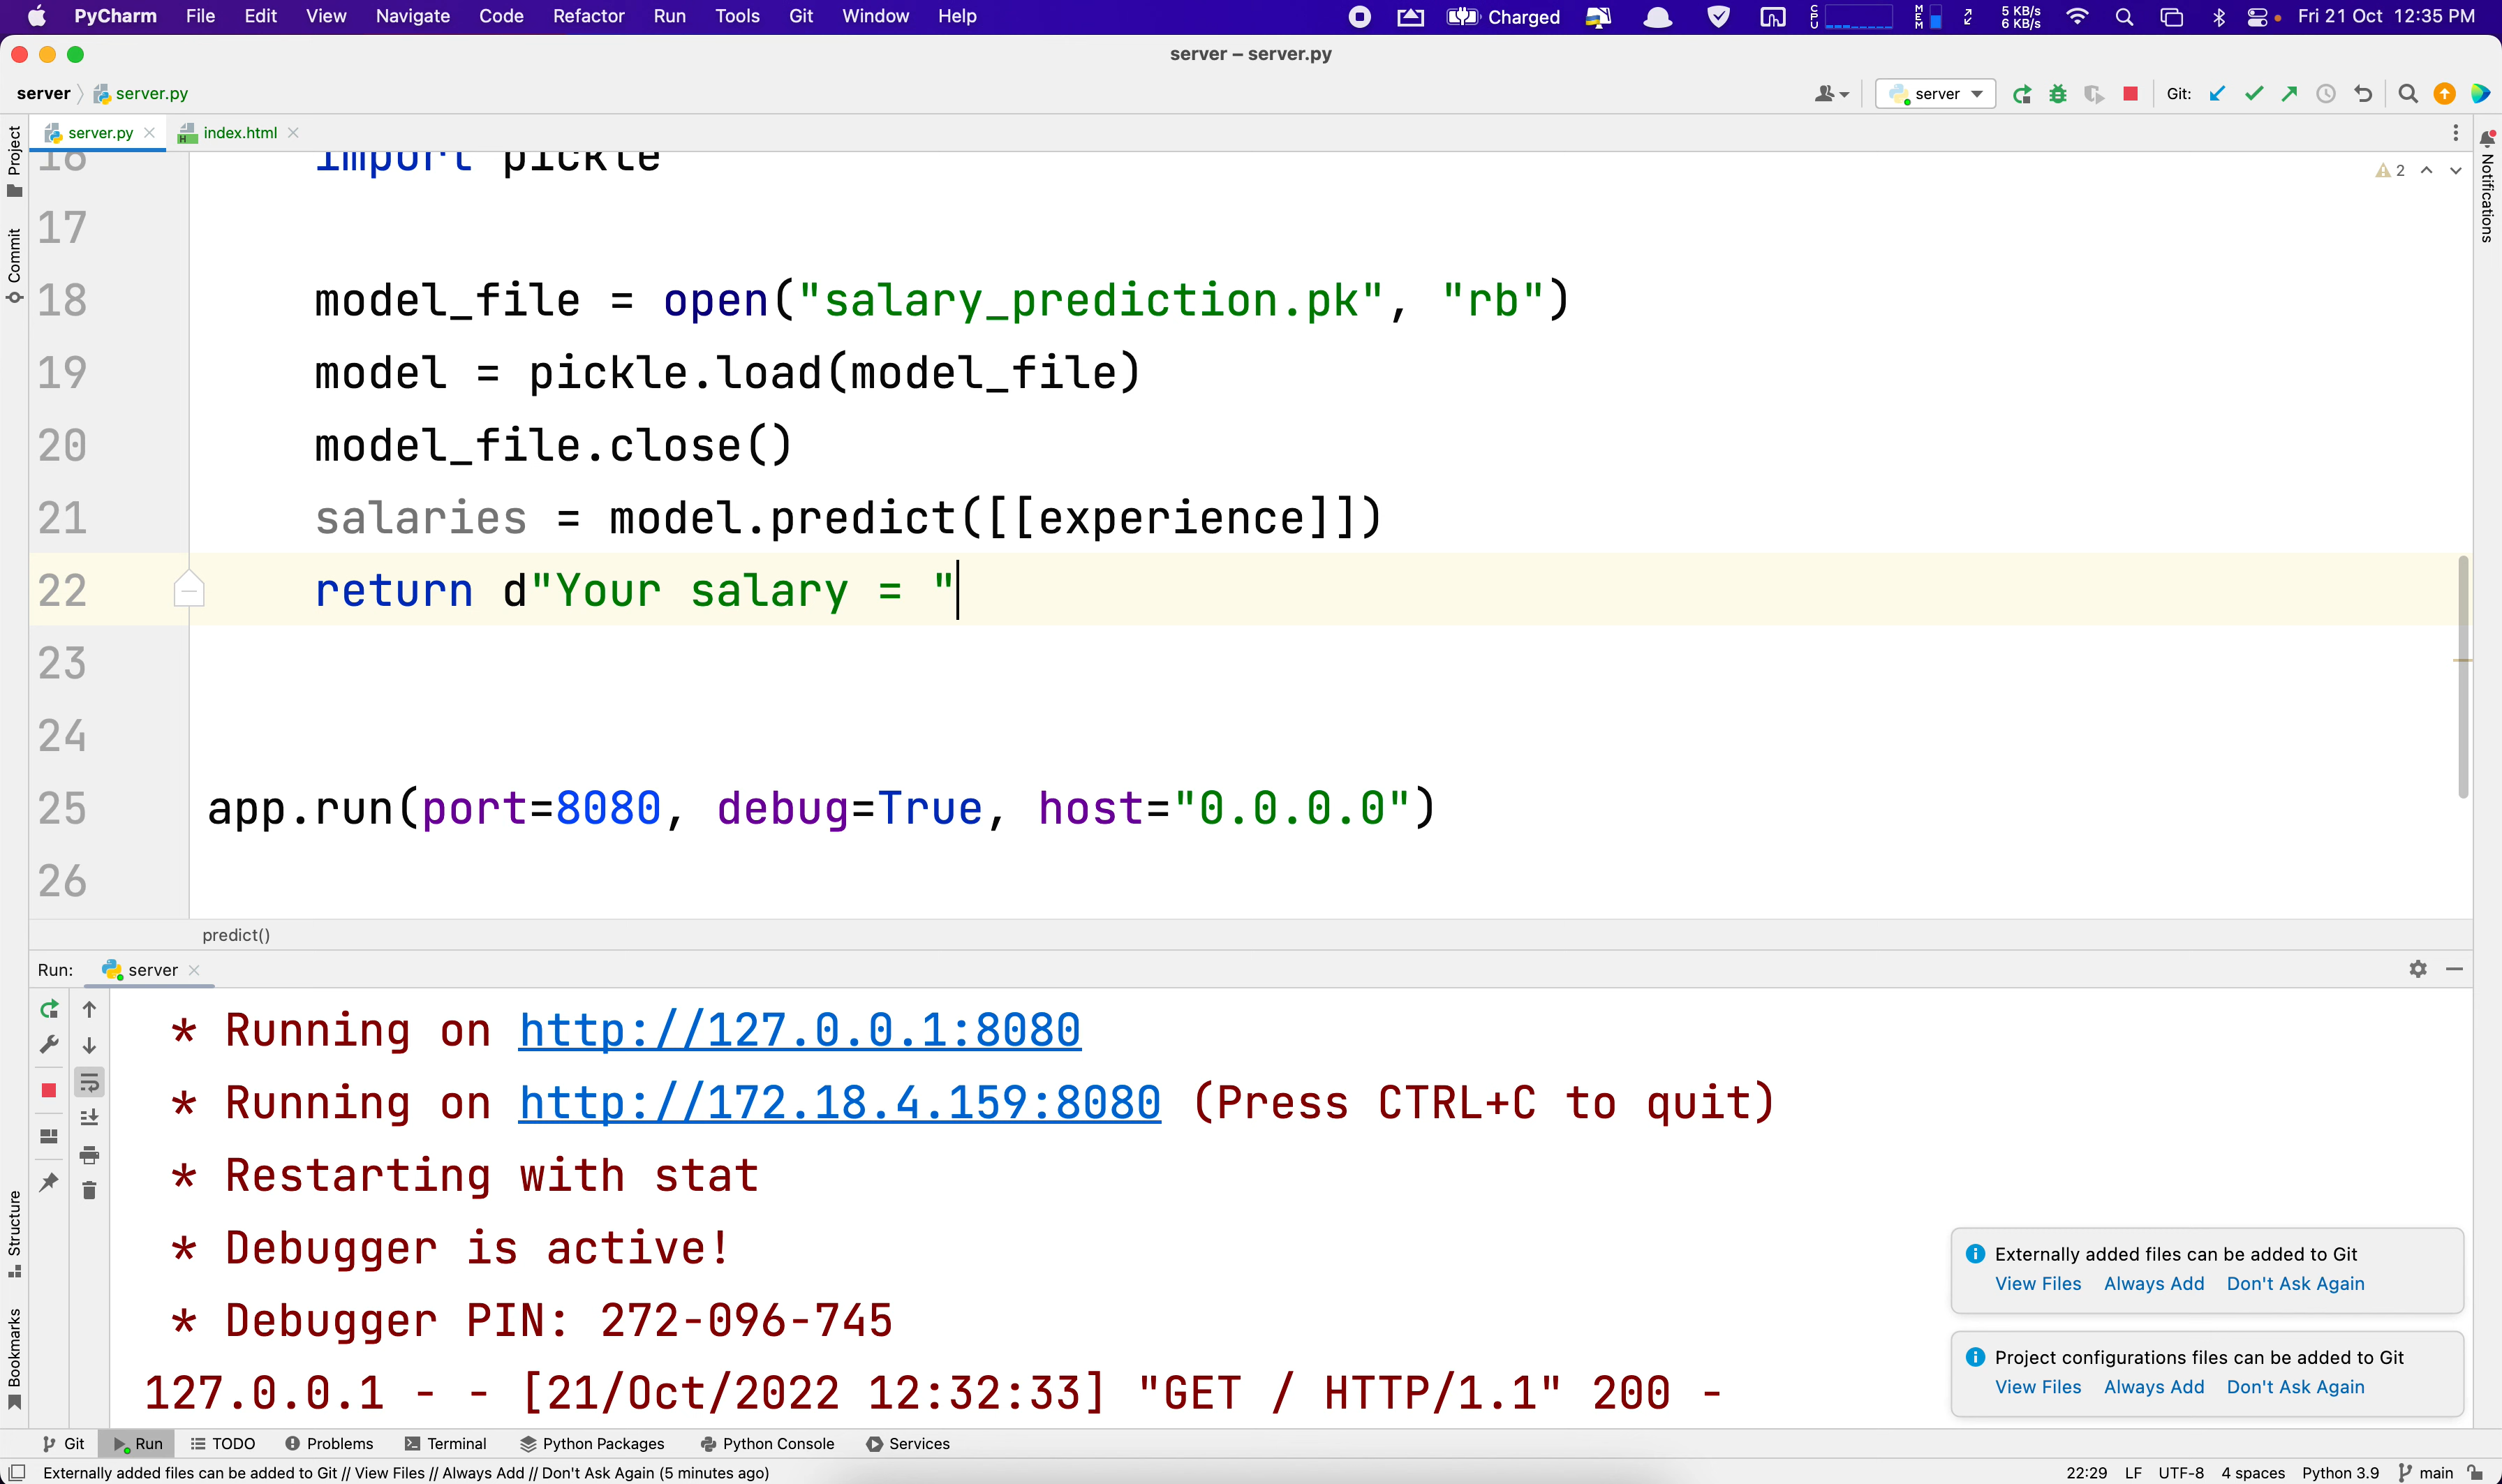 PyCharm File Edit View Navigate Code Refactor Run Tools Git Window Help Charged CPU MEM 5 KB/s 6 KB/s Fri 21 Oct 12:35 PM
server – server.py
server server.py server Git:
server.py index.html
Project
Commit
Structure
Bookmarks
Notifications
2
16 import pickle
17
18 model_file = open("salary_prediction.pk", "rb")
19 model = pickle.load(model_file)
20 model_file.close()
21 salaries = model.predict([[experience]])
22 return d"Your salary = "
23
24
25 app.run(port=8080, debug=True, host="0.0.0.0")
26
predict()
Run: server
* Running on http://127.0.0.1:8080
* Running on http://172.18.4.159:8080 (Press CTRL+C to quit)
* Restarting with stat
* Debugger is active!
* Debugger PIN: 272-096-745
127.0.0.1 - - [21/Oct/2022 12:32:33] "GET / HTTP/1.1" 200 -
Externally added files can be added to Git
View Files Always Add Don't Ask Again
Project configurations files can be added to Git
View Files Always Add Don't Ask Again
Git Run TODO Problems Terminal Python Packages Python Console Services
Externally added files can be added to Git // View Files // Always Add // Don't Ask Again (5 minutes ago) 22:29 LF UTF-8 4 spaces Python 3.9 main